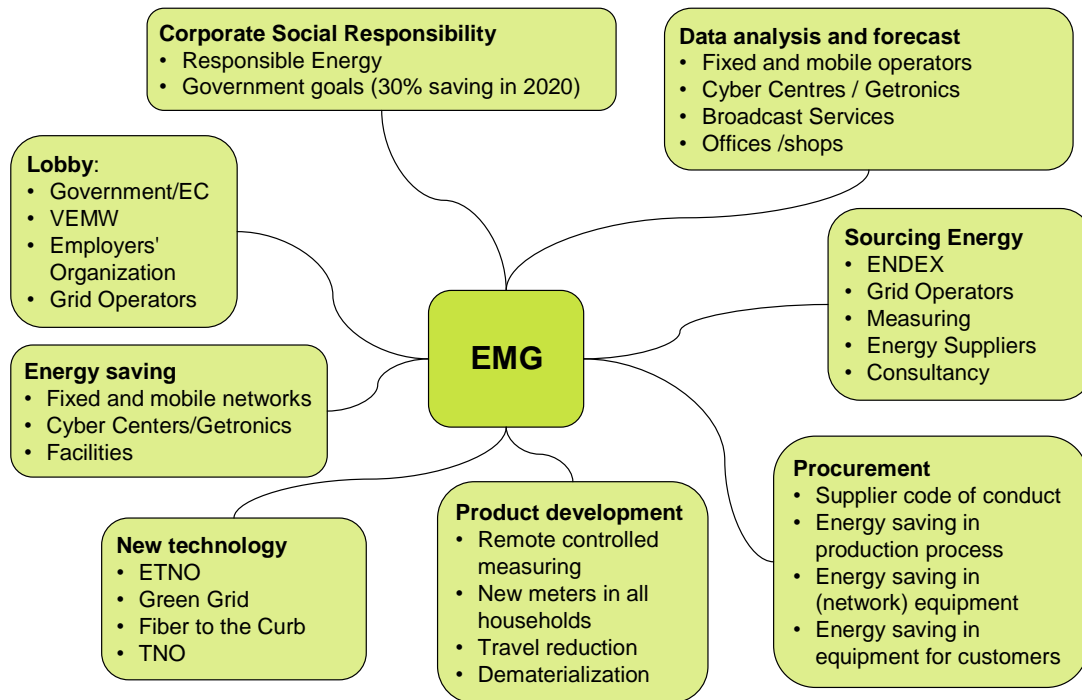 Corporate Social Responsibility
• Responsible Energy
• Government goals (30% saving in 2020)
Data analysis and forecast
• Fixed and mobile operators
• Cyber Centres / Getronics
• Broadcast Services
• Offices /shops
Lobby:
• Government/EC
• VEMW
• Employers'
Organization
• Grid Operators
Sourcing Energy
• ENDEX
• Grid Operators
• Measuring
• Energy Suppliers
• Consultancy
EMG
Energy saving
• Fixed and mobile networks
• Cyber Centers/Getronics
• Facilities
Procurement
• Supplier code of conduct
• Energy saving in
production process
• Energy saving in
(network) equipment
• Energy saving in
equipment for customers
New technology
• ETNO
• Green Grid
• Fiber to the Curb
• TNO
Product development
• Remote controlled
measuring
• New meters in all
households
• Travel reduction
• Dematerialization